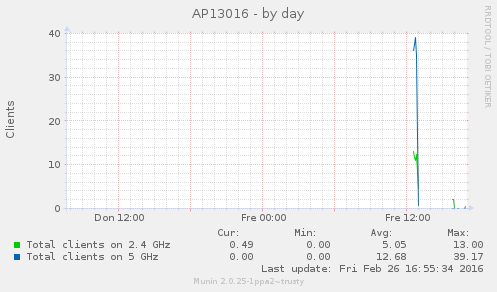 AP13016 - by day
RRDTOOL / TOBI OETIKER
Clients
40
30
20
10
0
Don 12:00 Fre 00:00 Fre 12:00
Cur: Min: Avg: Max:
Total clients on 2.4 GHz 0.49 0.00 5.05 13.00
Total clients on 5 GHz 0.00 0.00 12.68 39.17
Last update: Fri Feb 26 16:55:34 2016
Munin 2.0.25-1ppa2~trusty